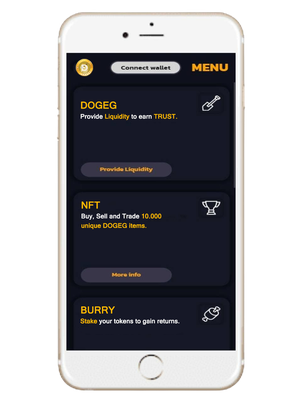 Connect wallet
MENU
DOGEG
Provide Liquidity to earn TRUST.
Provide Liquidity
NFT
Buy, Sell and Trade 10.000
unique DOGEG items.
More info
BURRY
Stake your tokens to gain returns.